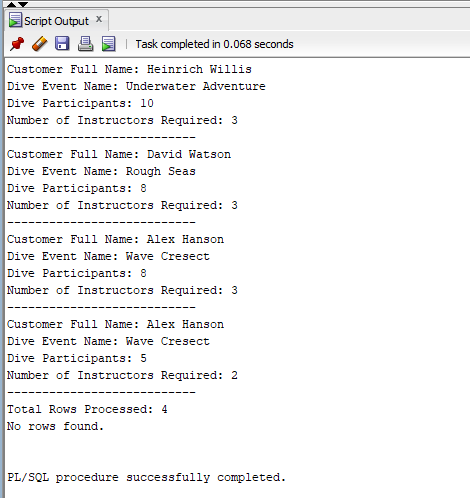 Script Output x
Task completed in 0.068 seconds
Customer Full Name: Heinrich Willis
Dive Event Name: Underwater Adventure
Dive Participants: 10
Number of Instructors Required: 3
---------------------------
Customer Full Name: David Watson
Dive Event Name: Rough Seas
Dive Participants: 8
Number of Instructors Required: 3
---------------------------
Customer Full Name: Alex Hanson
Dive Event Name: Wave Cresect
Dive Participants: 8
Number of Instructors Required: 3
---------------------------
Customer Full Name: Alex Hanson
Dive Event Name: Wave Cresect
Dive Participants: 5
Number of Instructors Required: 2
---------------------------
Total Rows Processed: 4
No rows found.
PL/SQL procedure successfully completed.